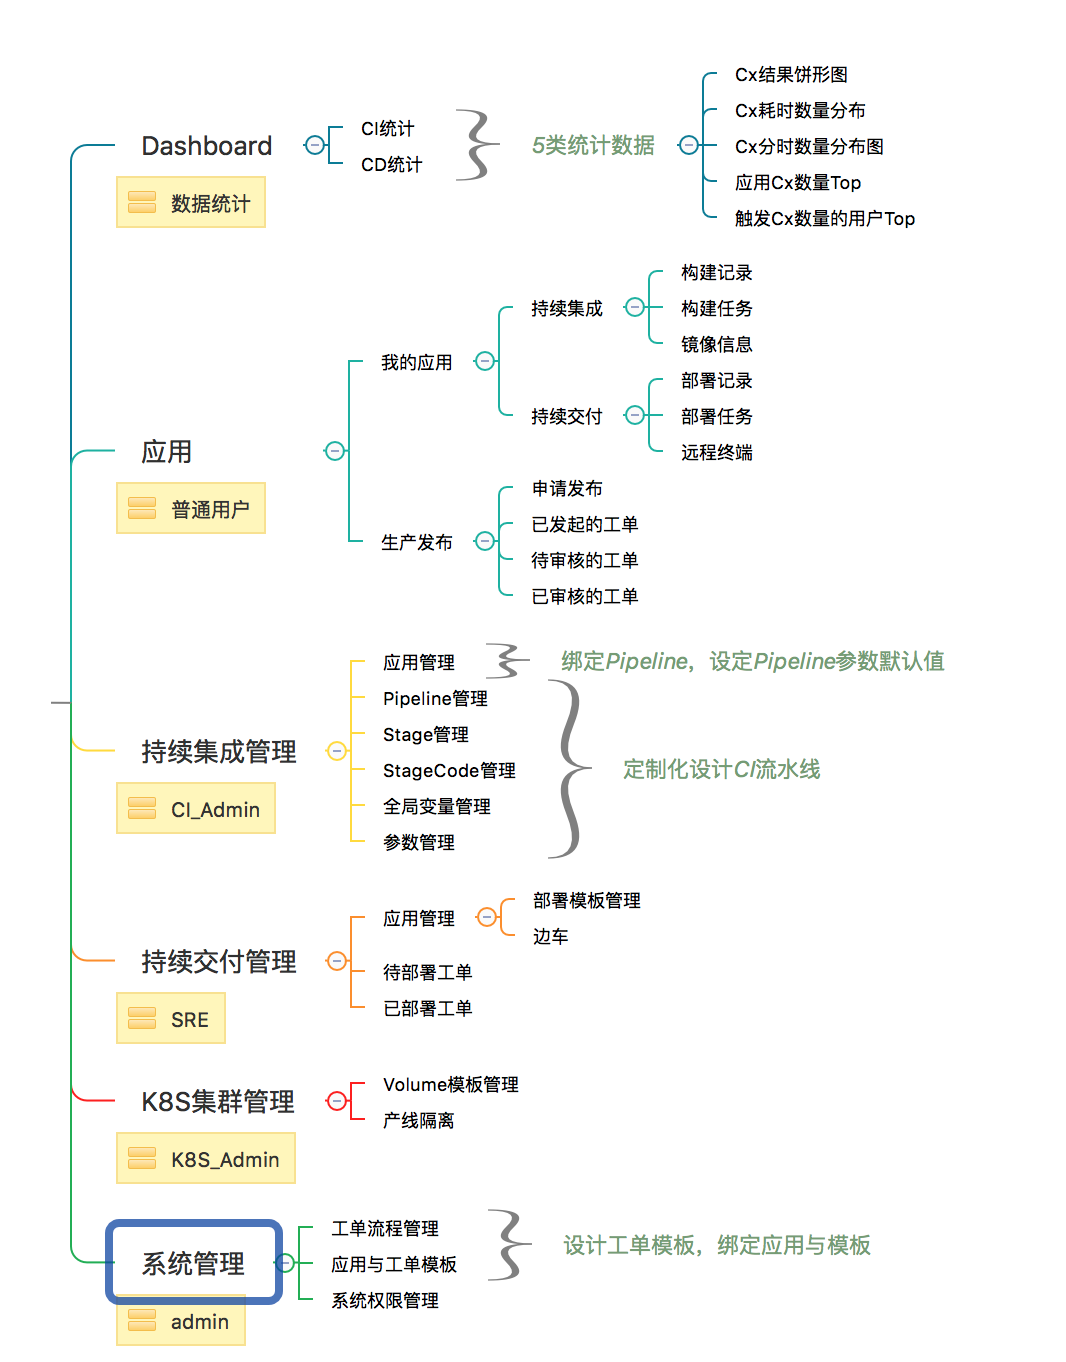 Dashboard
数据统计
CI统计
CD统计
5类统计数据
Cx结果饼形图
Cx耗时数量分布
Cx分时数量分布图
应用Cx数量Top
触发Cx数量的用户Top
应用
普通用户
我的应用
持续集成
构建记录
构建任务
镜像信息
持续交付
部署记录
部署任务
远程终端
生产发布
申请发布
已发起的工单
待审核的工单
已审核的工单
持续集成管理
CI_Admin
应用管理
绑定Pipeline，设定Pipeline参数默认值
Pipeline管理
Stage管理
StageCode管理
全局变量管理
参数管理
定制化设计CI流水线
持续交付管理
SRE
应用管理
部署模板管理
边车
待部署工单
已部署工单
K8S集群管理
K8S_Admin
Volume模板管理
产线隔离
系统管理
admin
工单流程管理
应用与工单模板
系统权限管理
设计工单模板，绑定应用与模板